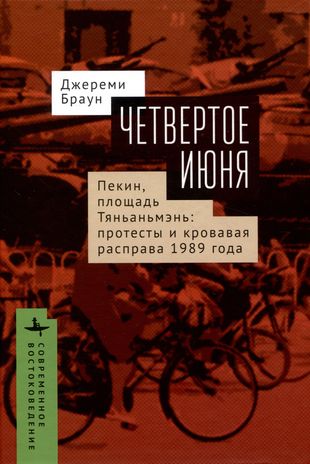 Джереми
Браун
ЧЕТВЕРТОЕ
ИЮНЯ
Пекин,
площадь
Тяньаньмэнь:
протесты и кровавая
расправа 1989 года
СОВРЕМЕННОЕ
ВОСТОКОВЕДЕНИЕ